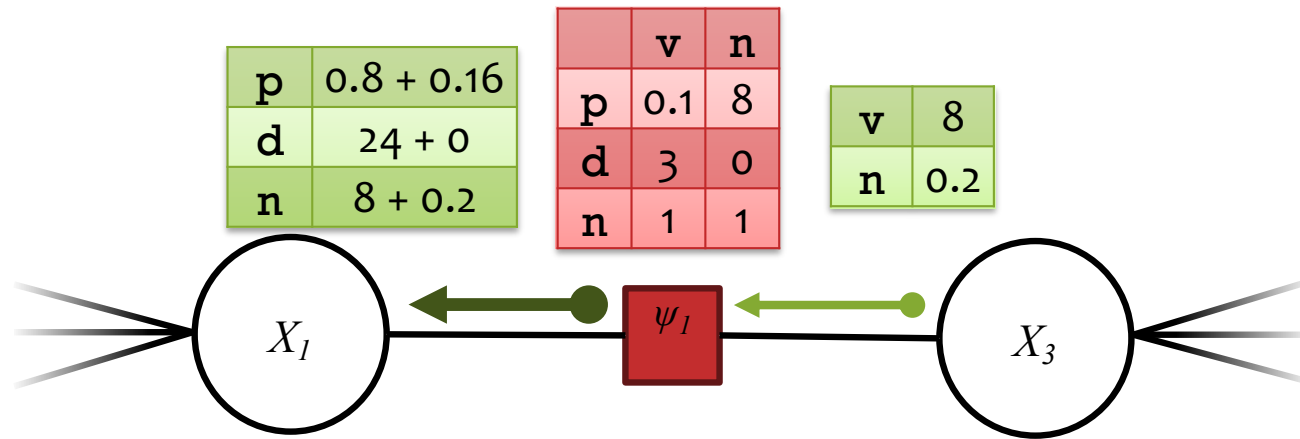 p 0.8 + 0.16
d 24 + 0
n 8 + 0.2
v n
p 0.1 8
d 3 0
n 1 1
v 8
n 0.2
X₁
ψ₁
X₃